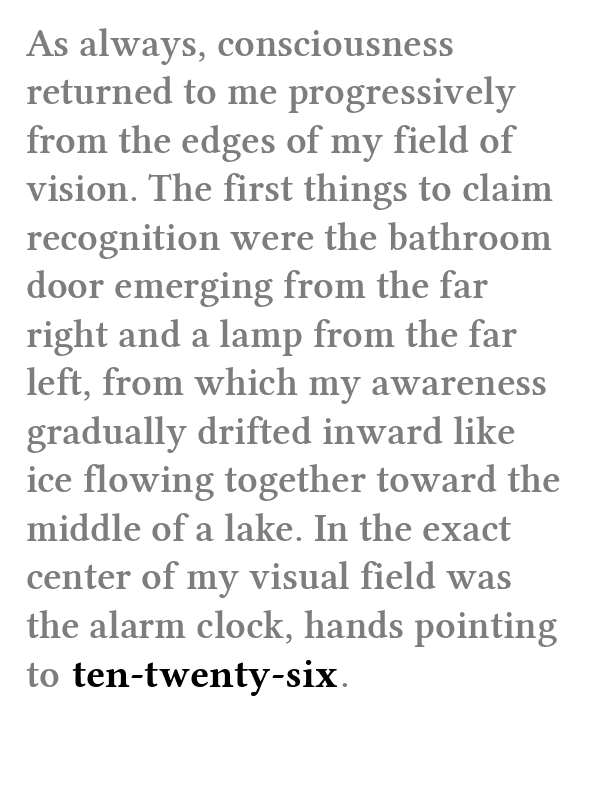 As always, consciousness
returned to me progressively
from the edges of my field of
vision. The first things to claim
recognition were the bathroom
door emerging from the far
right and a lamp from the far
left, from which my awareness
gradually drifted inward like
ice flowing together toward the
middle of a lake. In the exact
center of my visual field was
the alarm clock, hands pointing
to ten-twenty-six.